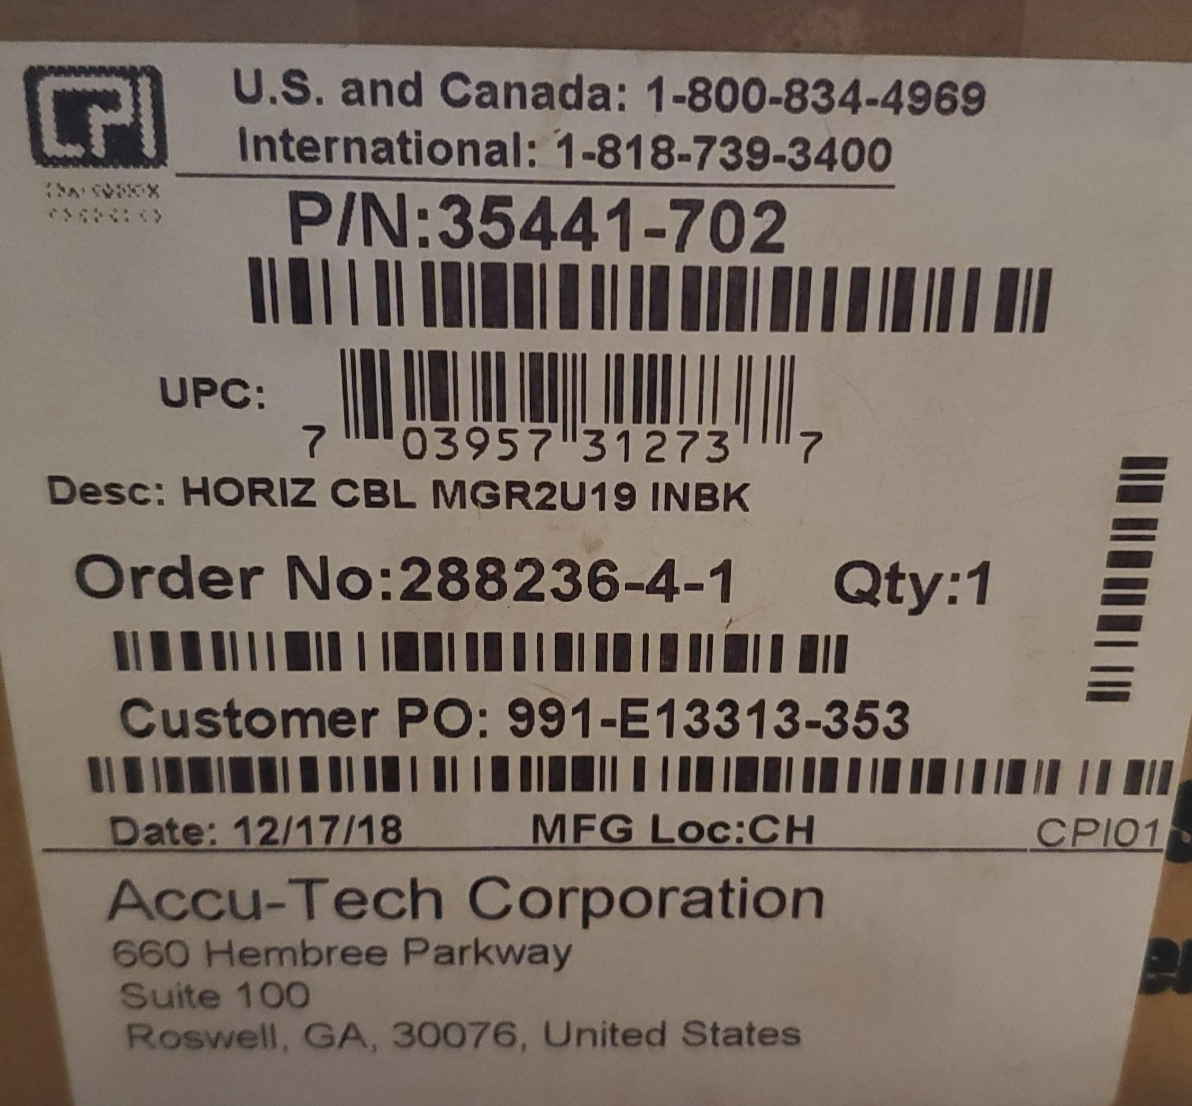 CPI
U.S. and Canada: 1-800-834-4969
International: 1-818-739-3400
P/N:35441-702
UPC:
7 03957 31273 7
Desc: HORIZ CBL MGR2U19 INBK
Order No:288236-4-1 Qty:1
Customer PO: 991-E13313-353
Date: 12/17/18 MFG Loc:CH CPI01
Accu-Tech Corporation
660 Hembree Parkway
Suite 100
Roswell, GA, 30076, United States